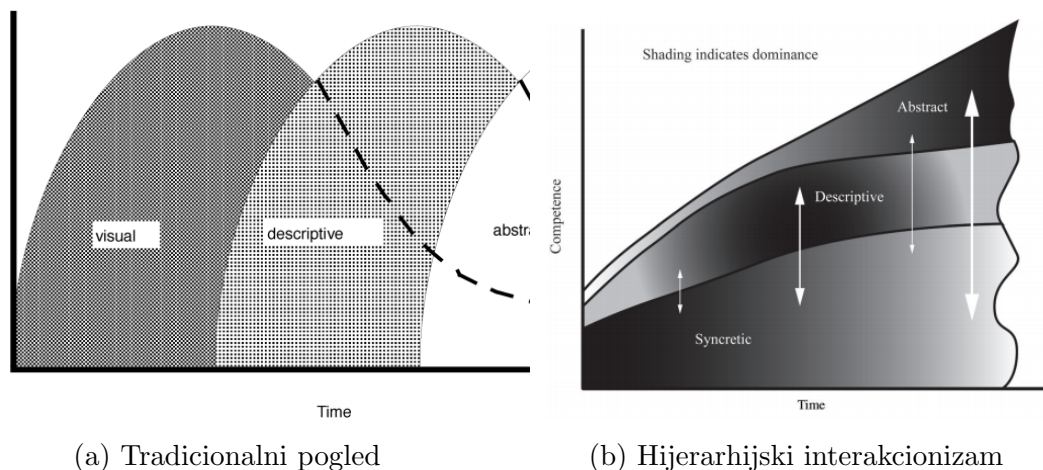 visual
descriptive
abstra
Time
(a) Tradicionalni pogled
Shading indicates dominance
Abstract
Descriptive
Competence
Syncretic
Time
(b) Hijerarhijski interakcionizam